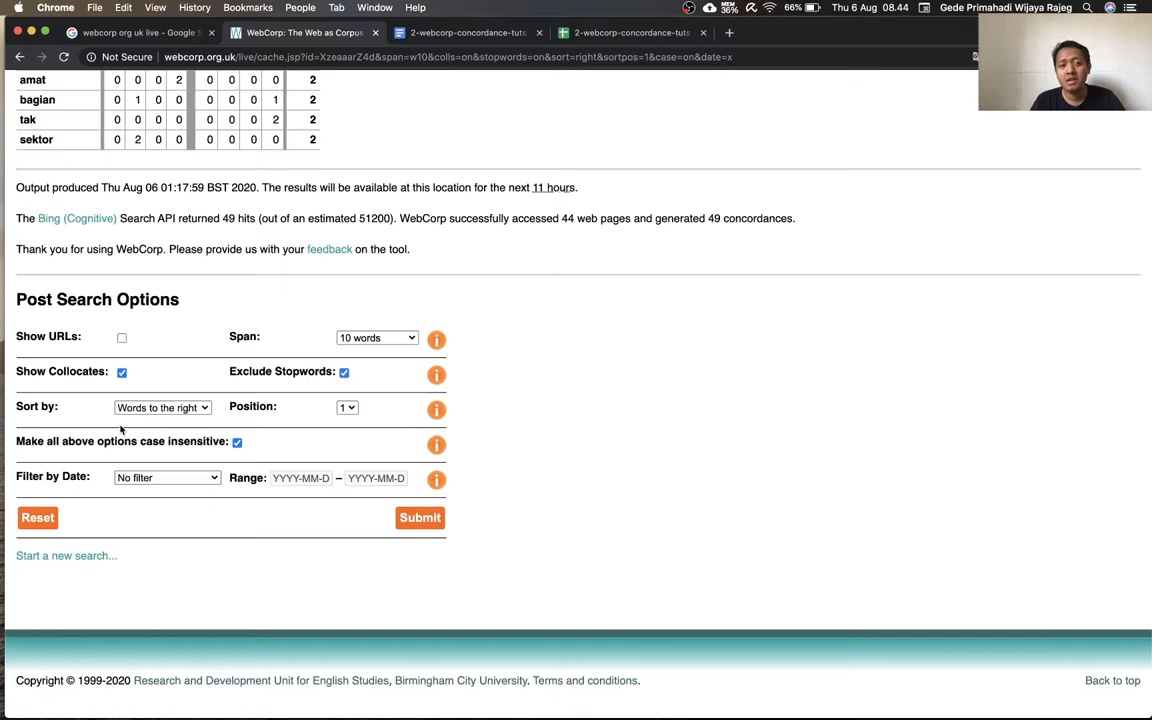 Chrome File Edit View History Bookmarks People Tab Window Help MEM 36% 66% Thu 6 Aug 08.44 Gede Primahadi Wijaya Rajeg
webcorp org uk live - Google S WebCorp: The Web as Corpus 2-webcorp-concordance-tuts 2-webcorp-concordance-tuts
Not Secure webcorp.org.uk/live/cache.jsp?id=XzeaaarZ4d&span=w10&colls=on&stopwords=on&sort=right&sortpos=1&case=on&date=x
amat 0 0 0 2 0 0 0 0 2
bagian 0 1 0 0 0 0 0 1 2
tak 0 0 0 0 0 0 0 2 2
sektor 0 2 0 0 0 0 0 0 2
Output produced Thu Aug 06 01:17:59 BST 2020. The results will be available at this location for the next 11 hours.
The Bing (Cognitive) Search API returned 49 hits (out of an estimated 51200). WebCorp successfully accessed 44 web pages and generated 49 concordances.
Thank you for using WebCorp. Please provide us with your feedback on the tool.
Post Search Options
Show URLs: Span: 10 words
Show Collocates: Exclude Stopwords:
Sort by: Words to the right Position: 1
Make all above options case insensitive:
Filter by Date: No filter Range: YYYY-MM-D – YYYY-MM-D
Reset Submit
Start a new search...
Copyright © 1999-2020 Research and Development Unit for English Studies, Birmingham City University. Terms and conditions. Back to top